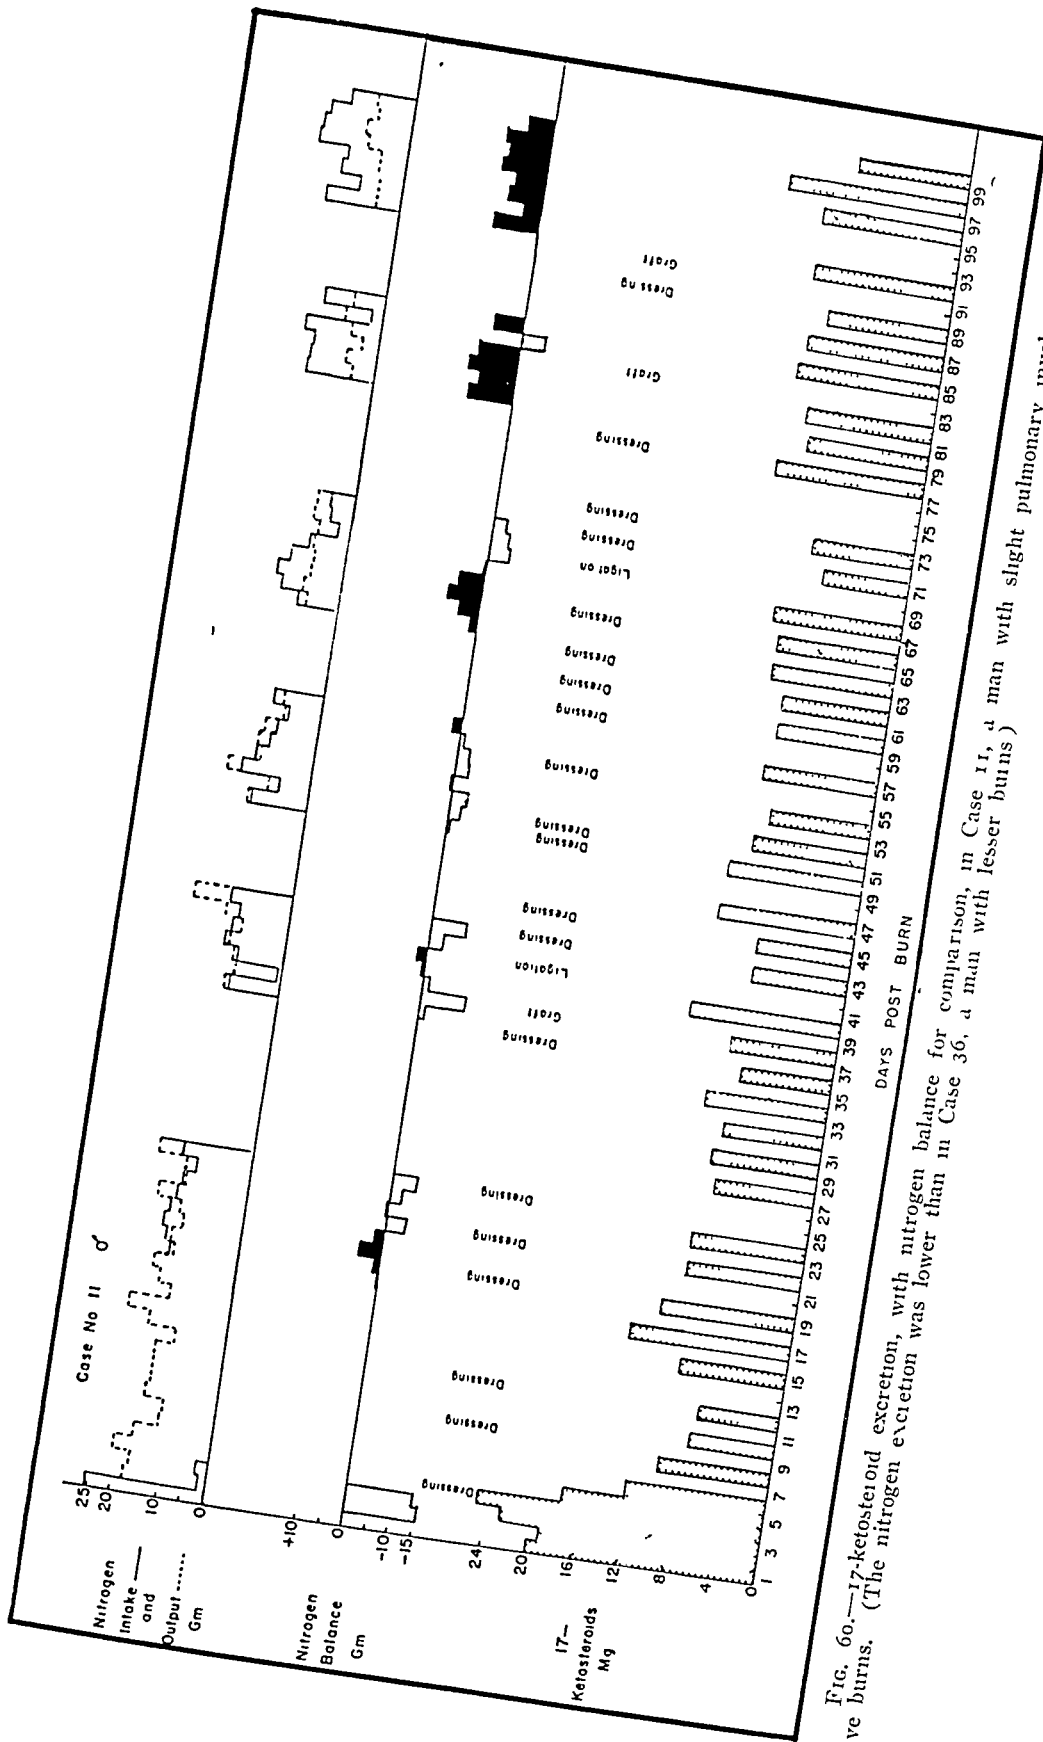 Case No 11 ♂
Nitrogen
Intake ——
and
Output ------
Gm
25
20
10
0
Nitrogen
Balance
Gm
+10
0
-10
-15
17-
Ketosteroids
Mg
24
20
16
12
8
4
0
Dressing
Dressing
Dressing
Dressing
Dressing
Dressing
Dressing
Graft
Ligation
Dressing
Dressing
Dressing
Dressing
Dressing
Dressing
Dressing
Dressing
Dressing
Ligation
Dressing
Dressing
Dressing
Graft
Dressing
Graft
1 3 5 7 9 11 13 15 17 19 21 23 25 27 29 31 33 35 37 39 41 43 45 47 49 51 53 55 57 59 61 63 65 67 69 71 73 75 77 79 81 83 85 87 89 91 93 95 97 99
DAYS POST BURN
FIG. 60.—17-ketosteroid excretion, with nitrogen balance for comparison, in Case 11, a man with slight pulmonary
ve burns. (The nitrogen excretion was lower than in Case 36, a man with lesser burns)